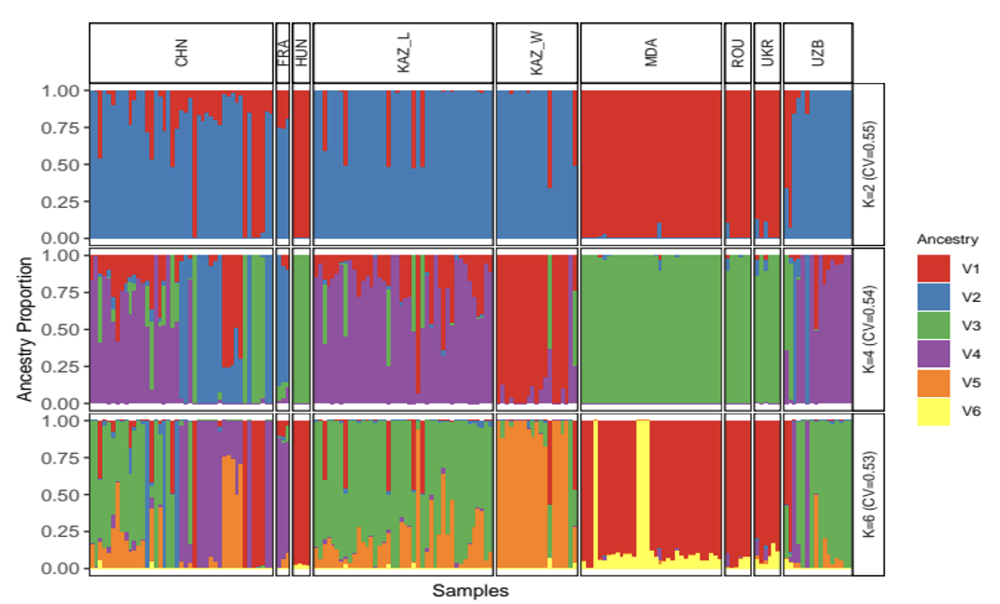 CHN FRA HUN KAZ_L KAZ_W MDA ROU UKR UZB
1.00
0.75
0.50
0.25
0.00
K=2 (CV=0.55)
1.00
0.75
0.50
0.25
0.00
K=4 (CV=0.54)
1.00
0.75
0.50
0.25
0.00
K=6 (CV=0.53)
Ancestry Proportion
Samples
Ancestry
V1
V2
V3
V4
V5
V6